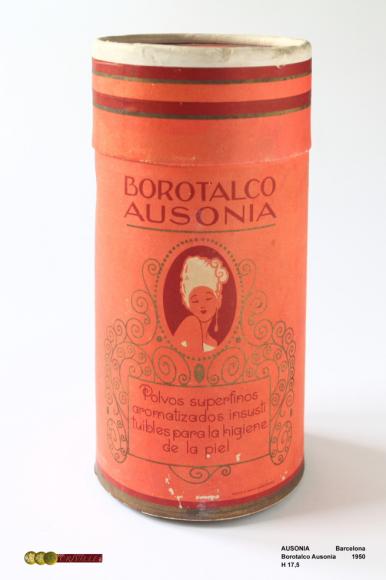 BOROTALCO
AUSONIA
Polvos superfinos
aromatizados insusti
tuibles para la higiene
de la piel
AUSONIA Barcelona
Borotalco Ausonia 1950
H 17,5